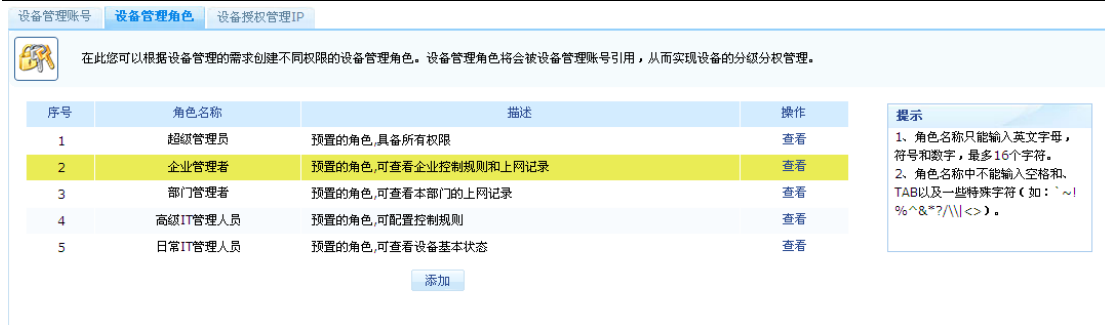 设备管理账号 设备管理角色 设备授权管理IP
在此您可以根据设备管理的需求创建不同权限的设备管理角色。设备管理角色将会被设备管理账号引用，从而实现设备的分级分权管理。
序号 角色名称 描述 操作
1 超级管理员 预置的角色,具备所有权限 查看
2 企业管理者 预置的角色,可查看企业控制规则和上网记录 查看
3 部门管理者 预置的角色,可查看本部门的上网记录 查看
4 高级IT管理人员 预置的角色,可配置控制规则 查看
5 日常IT管理人员 预置的角色,可查看设备基本状态 查看
添加
提示
1、角色名称只能输入英文字母，
符号和数字，最多16个字符。
2、角色名称中不能输入空格和、
TAB以及一些特殊字符(如：`~!
%^&*?/\\|<>)。